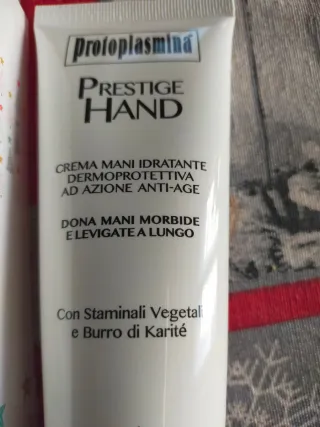 Protoplasmina
PRESTIGE
HAND
CREMA MANI IDRATANTE
DERMOPROTETTIVA
AD AZIONE ANTI-AGE
DONA MANI MORBIDE
E LEVIGATE A LUNGO
Con Staminali Vegetali
e Burro di Karité